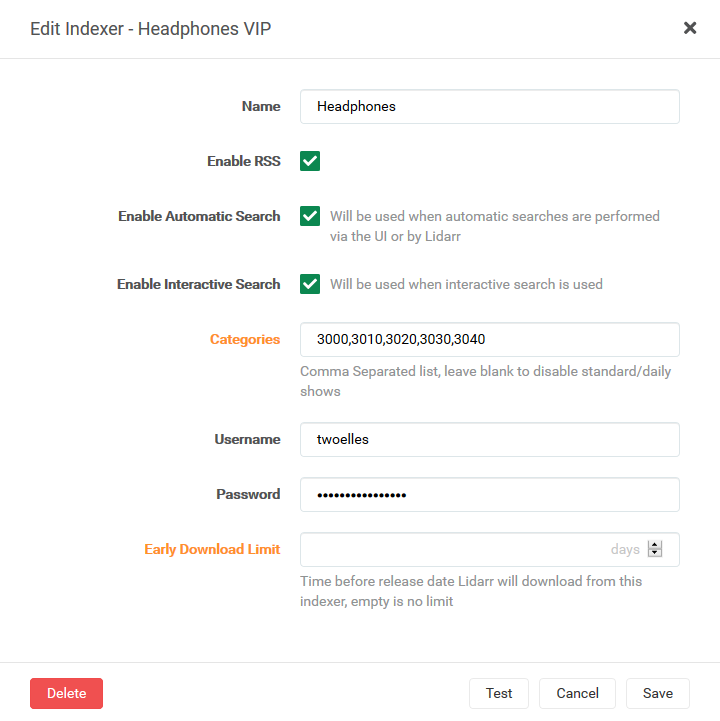 Edit Indexer - Headphones VIP
Name
Headphones
Enable RSS
Enable Automatic Search
Will be used when automatic searches are performed
via the UI or by Lidarr
Enable Interactive Search
Will be used when interactive search is used
Categories
3000,3010,3020,3030,3040
Comma Separated list, leave blank to disable standard/daily
shows
Username
twoelles
Password
••••••••••••••••
Early Download Limit
days
Time before release date Lidarr will download from this
indexer, empty is no limit
Delete
Test
Cancel
Save